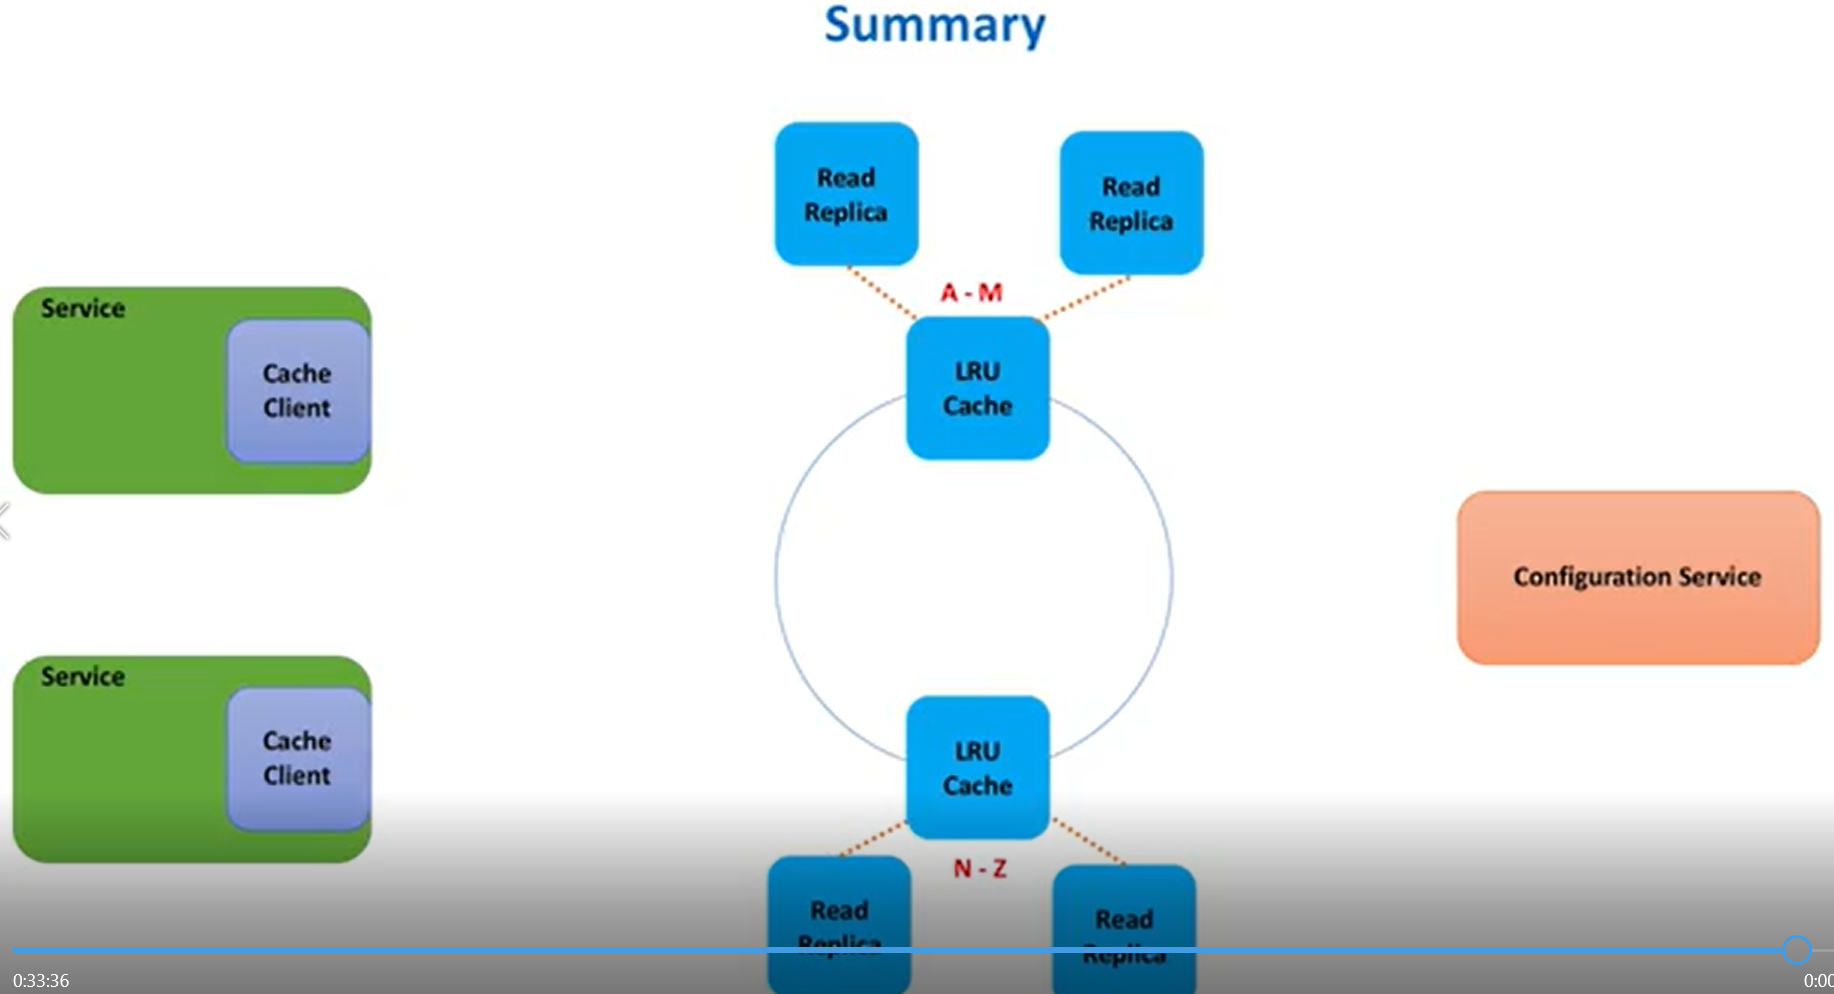 Summary
Read
Replica
Read
Replica
A - M
Service
Cache
Client
LRU
Cache
Configuration Service
Service
Cache
Client
LRU
Cache
N - Z
Read
Replica
Read
Replica
0:33:36
0:00